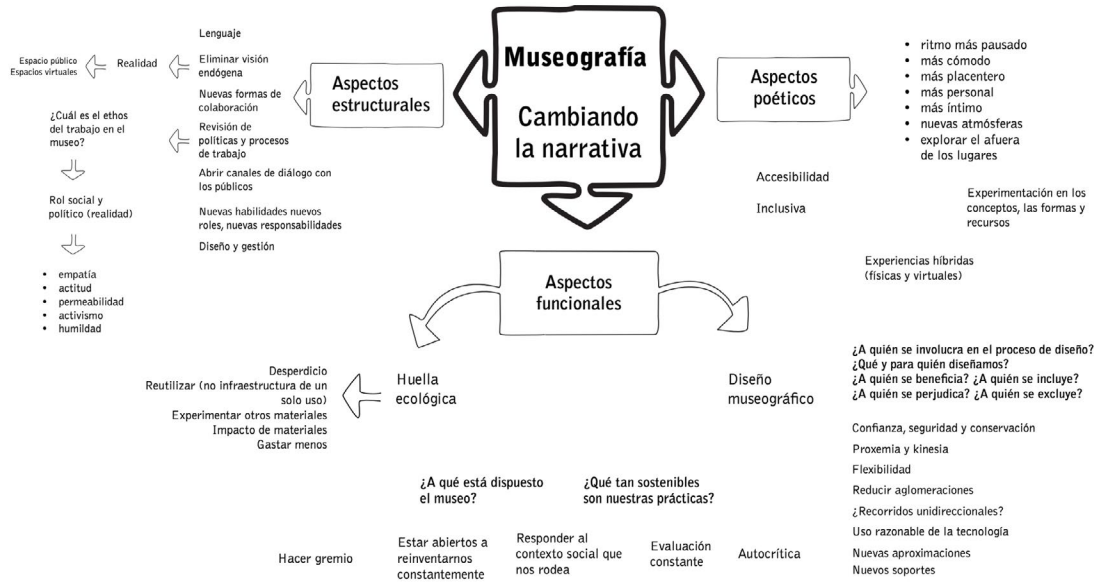 Museografía
Cambiando
la narrativa
Aspectos
estructurales
Lenguaje
Eliminar visión
endógena
Realidad
Espacio público
Espacios virtuales
Nuevas formas de
colaboración
Revisión de
políticas y procesos
de trabajo
¿Cuál es el ethos
del trabajo en el
museo?
Rol social y
político (realidad)
• empatía
• actitud
• permeabilidad
• activismo
• humildad
Abrir canales de diálogo con
los públicos
Nuevas habilidades nuevos
roles, nuevas responsabilidades
Diseño y gestión
Aspectos
poéticos
• ritmo más pausado
• más cómodo
• más placentero
• más personal
• más íntimo
• nuevas atmósferas
• explorar el afuera
de los lugares
Accesibilidad
Inclusiva
Experimentación en los
conceptos, las formas y
recursos
Experiencias híbridas
(físicas y virtuales)
Aspectos
funcionales
Huella
ecológica
Desperdicio
Reutilizar (no infraestructura de un
solo uso)
Experimentar otros materiales
Impacto de materiales
Gastar menos
Diseño
museográfico
¿A quién se involucra en el proceso de diseño?
¿Qué y para quién diseñamos?
¿A quién se beneficia? ¿A quién se incluye?
¿A quién se perjudica? ¿A quién se excluye?
Confianza, seguridad y conservación
Proxemia y kinesia
Flexibilidad
Reducir aglomeraciones
¿Recorridos unidireccionales?
Uso razonable de la tecnología
Nuevas aproximaciones
Nuevos soportes
¿A qué está dispuesto
el museo?
¿Qué tan sostenibles
son nuestras prácticas?
Hacer gremio
Estar abiertos a
reinventarnos
constantemente
Responder al
contexto social que
nos rodea
Evaluación
constante
Autocrítica